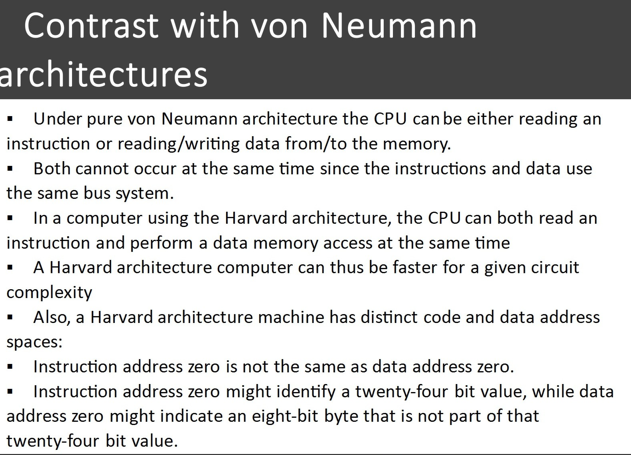 Contrast with von Neumann
architectures
▪ Under pure von Neumann architecture the CPU can be either reading an
instruction or reading/writing data from/to the memory.
▪ Both cannot occur at the same time since the instructions and data use
the same bus system.
▪ In a computer using the Harvard architecture, the CPU can both read an
instruction and perform a data memory access at the same time
▪ A Harvard architecture computer can thus be faster for a given circuit
complexity
▪ Also, a Harvard architecture machine has distinct code and data address
spaces:
▪ Instruction address zero is not the same as data address zero.
▪ Instruction address zero might identify a twenty-four bit value, while data
address zero might indicate an eight-bit byte that is not part of that
twenty-four bit value.